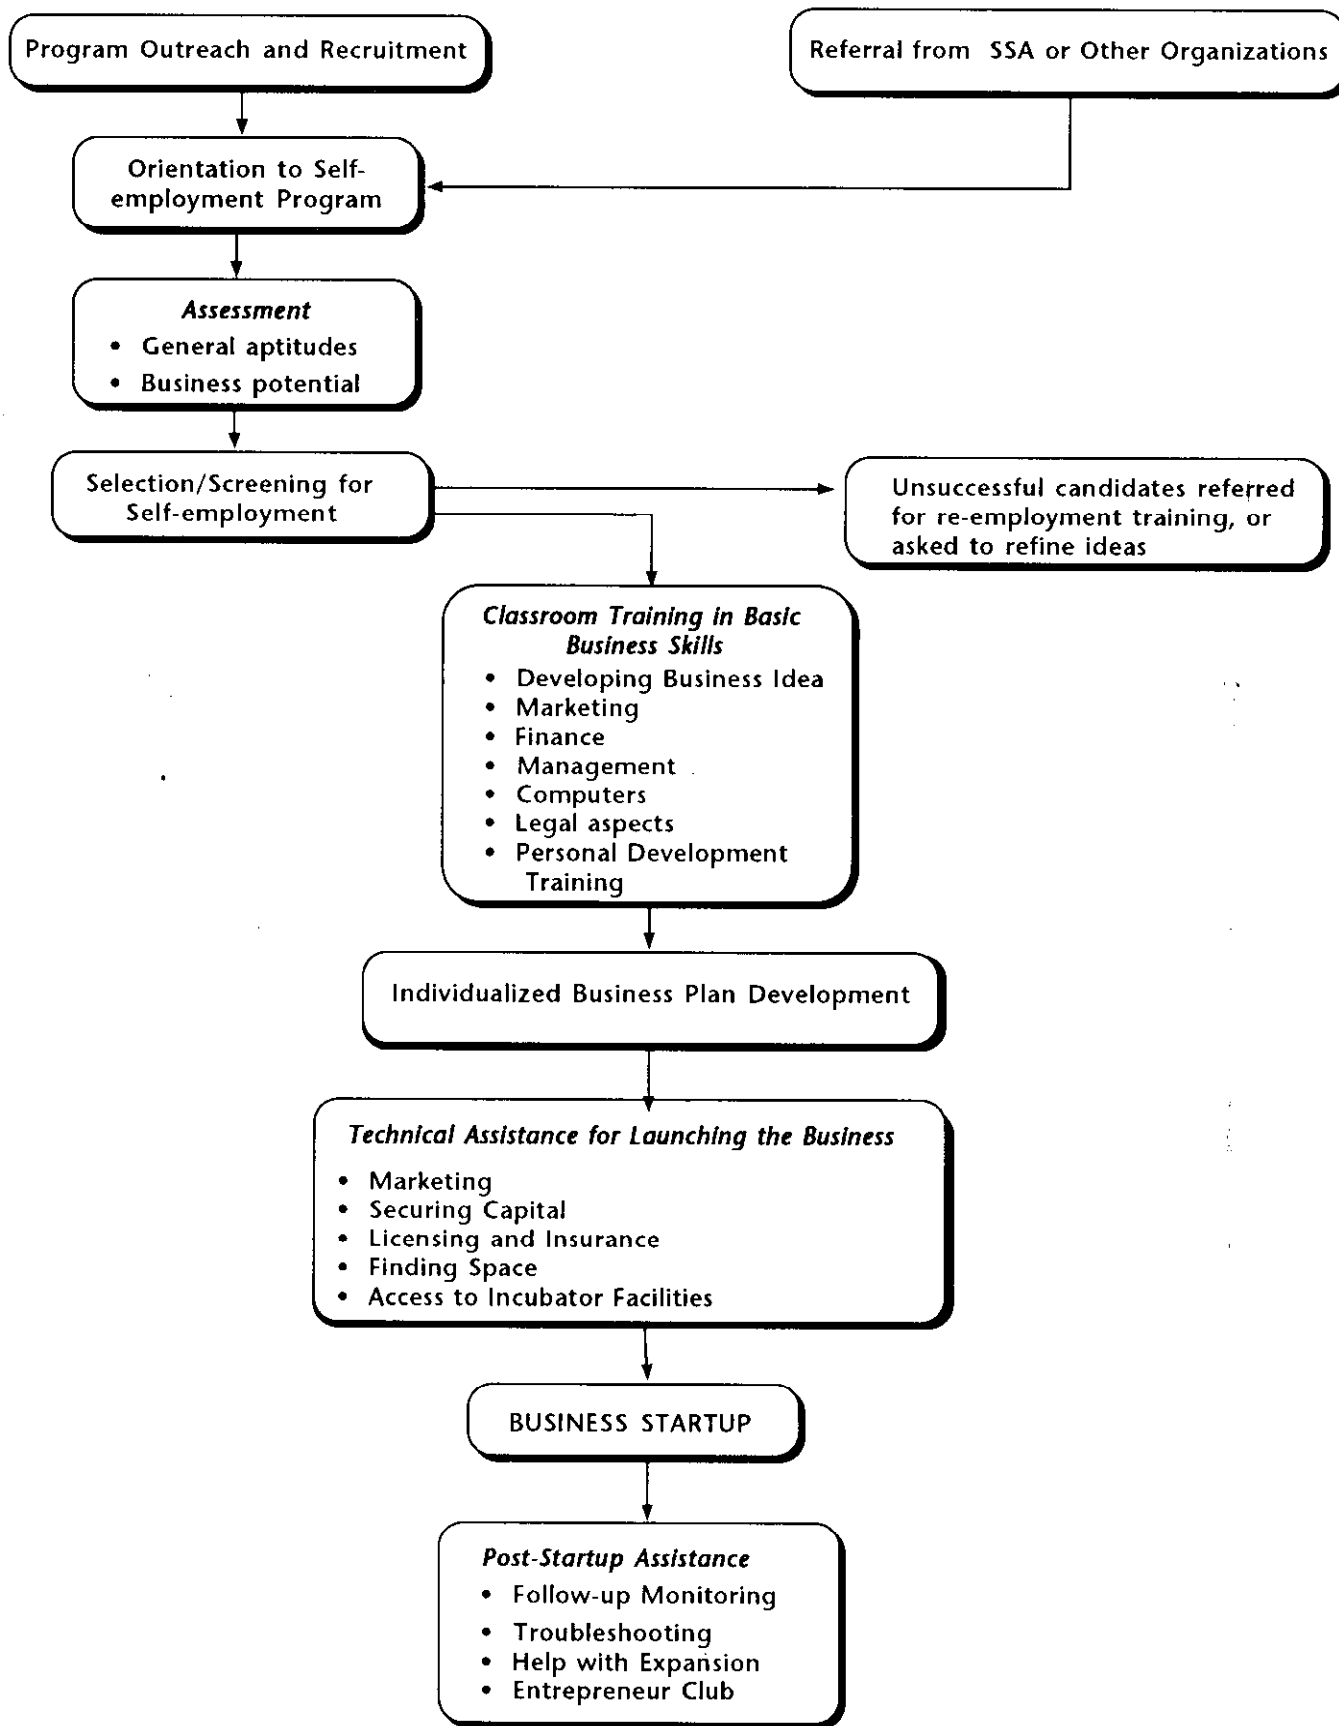 Program Outreach and Recruitment
Referral from SSA or Other Organizations
Orientation to Self-
employment Program
Assessment
• General aptitudes
• Business potential
Selection/Screening for
Self-employment
Unsuccessful candidates referred
for re-employment training, or
asked to refine ideas
Classroom Training in Basic
Business Skills
• Developing Business Idea
• Marketing
• Finance
• Management
• Computers
• Legal aspects
• Personal Development
Training
Individualized Business Plan Development
Technical Assistance for Launching the Business
• Marketing
• Securing Capital
• Licensing and Insurance
• Finding Space
• Access to Incubator Facilities
BUSINESS STARTUP
Post-Startup Assistance
• Follow-up Monitoring
• Troubleshooting
• Help with Expansion
• Entrepreneur Club